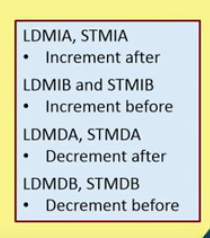 LDMIA, STMIA
• Increment after
LDMIB and STMIB
• Increment before
LDMDA, STMDA
• Decrement after
LDMDB, STMDB
• Decrement before